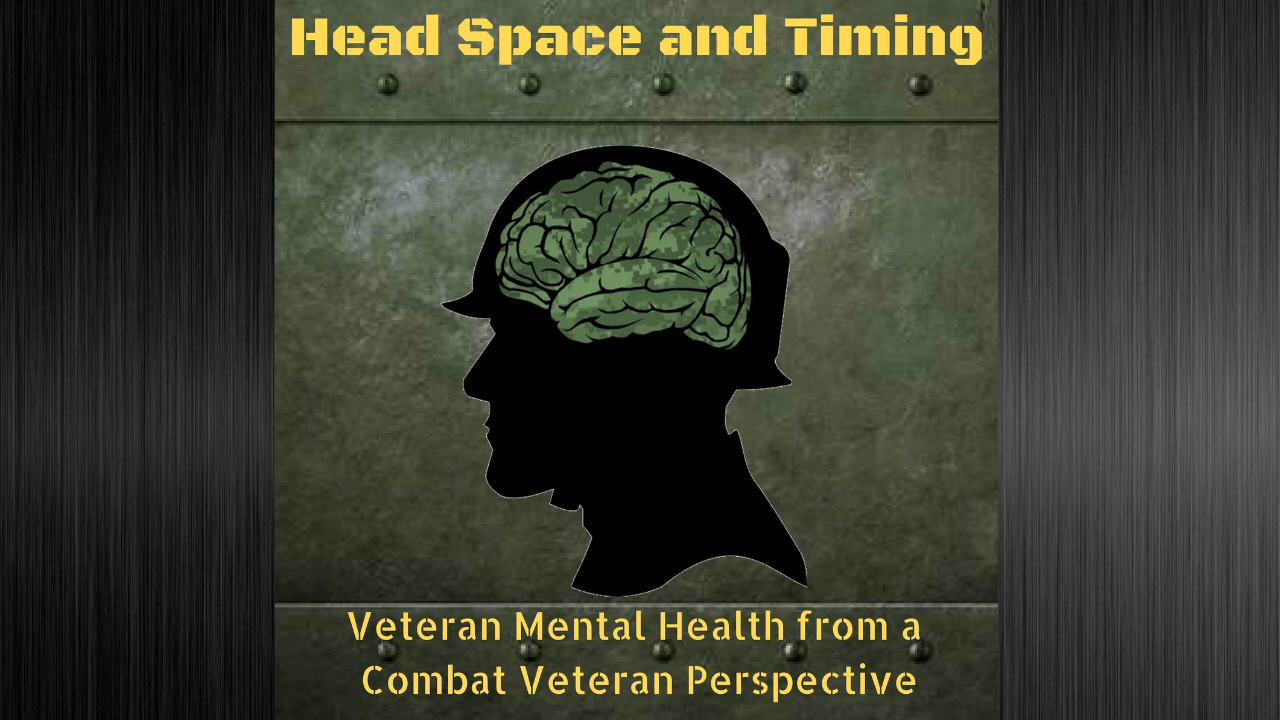 Head Space and Timing
Veteran Mental Health from a
Combat Veteran Perspective